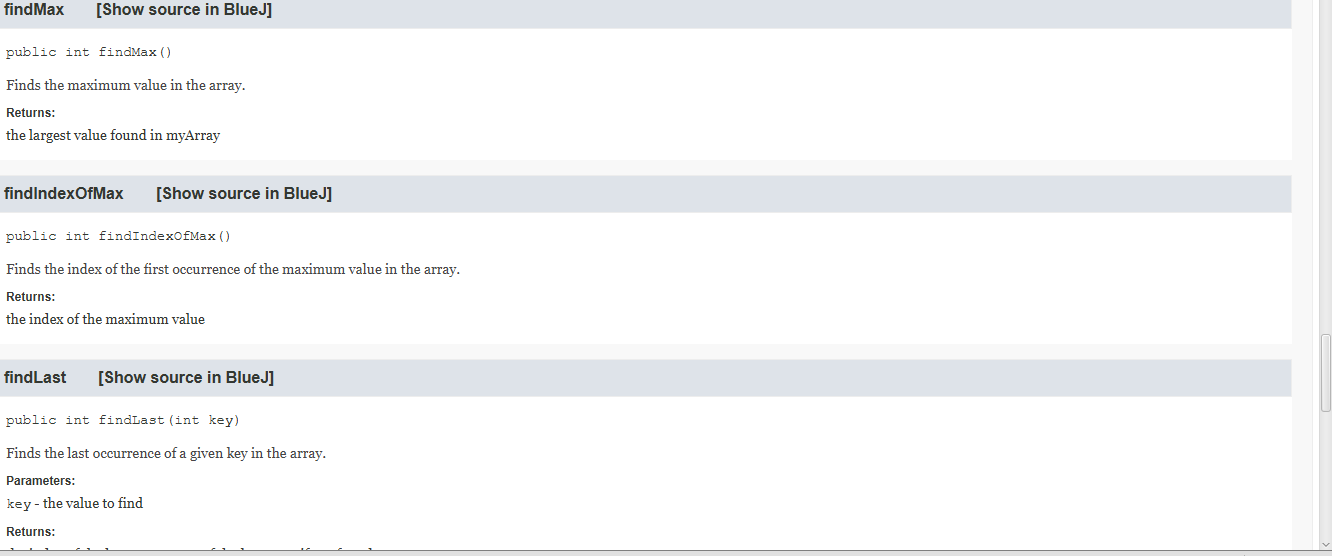 findMax [Show source in BlueJ]
public int findMax()
Finds the maximum value in the array.
Returns:
the largest value found in myArray
findIndexOfMax [Show source in BlueJ]
public int findIndexOfMax()
Finds the index of the first occurrence of the maximum value in the array.
Returns:
the index of the maximum value
findLast [Show source in BlueJ]
public int findLast(int key)
Finds the last occurrence of a given key in the array.
Parameters:
key - the value to find
Returns: